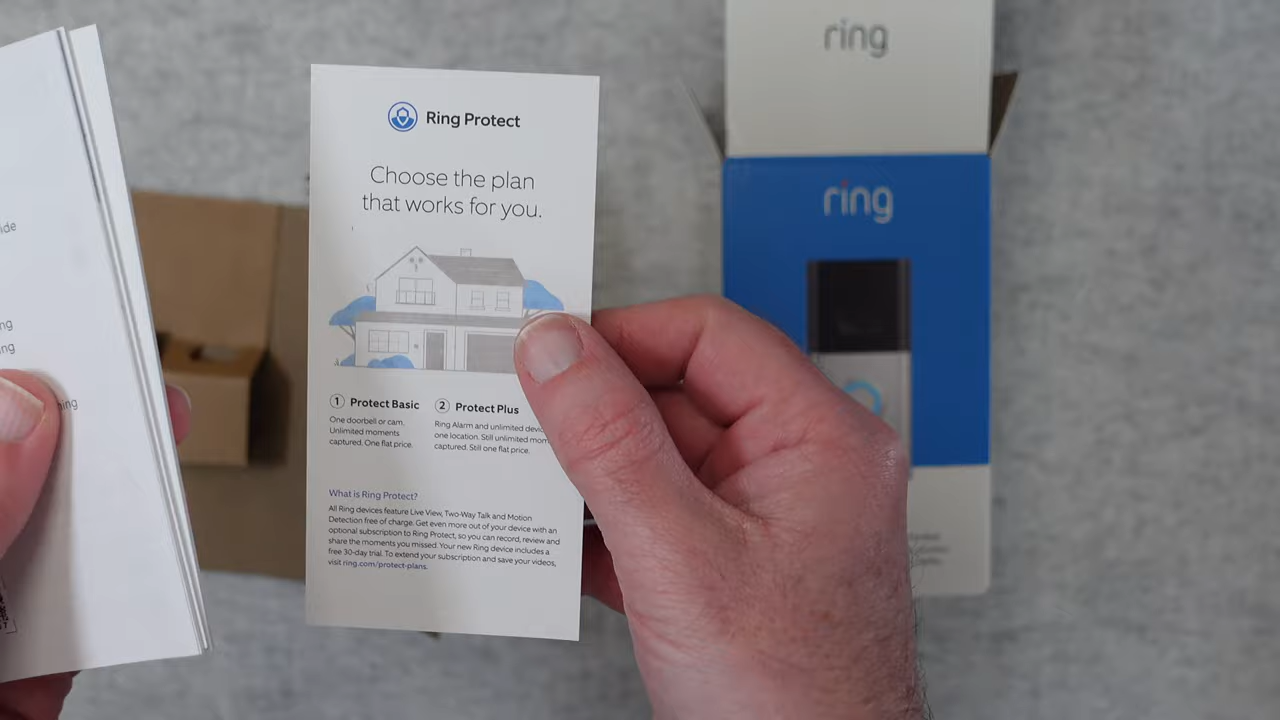 ring
ring
Ring Protect
Choose the plan
that works for you.
1 Protect Basic
One doorbell or cam.
Unlimited moments
captured. One flat price.
2 Protect Plus
Ring Alarm and unlimited
one location. Still unlimited
captured. Still one flat price.
What is Ring Protect?
All Ring devices feature Live View, Two-Way Talk and Motion
Detection free of charge. Get even more out of your device with an
optional subscription to Ring Protect, so you can record, review and
share the moments you missed. Your new Ring device includes a
free 30-day trial. To extend your subscription and save your videos,
visit ring.com/protect-plans.